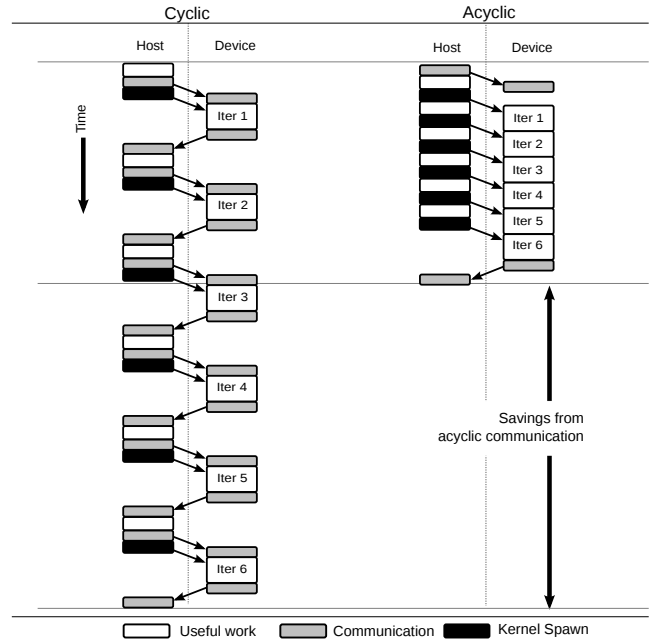 Cyclic Acyclic
Host Device Host Device
Time
Iter 1
Iter 2
Iter 3
Iter 4
Iter 5
Iter 6
Iter 1
Iter 2
Iter 3
Iter 4
Iter 5
Iter 6
Savings from
acyclic communication
Useful work Communication Kernel Spawn